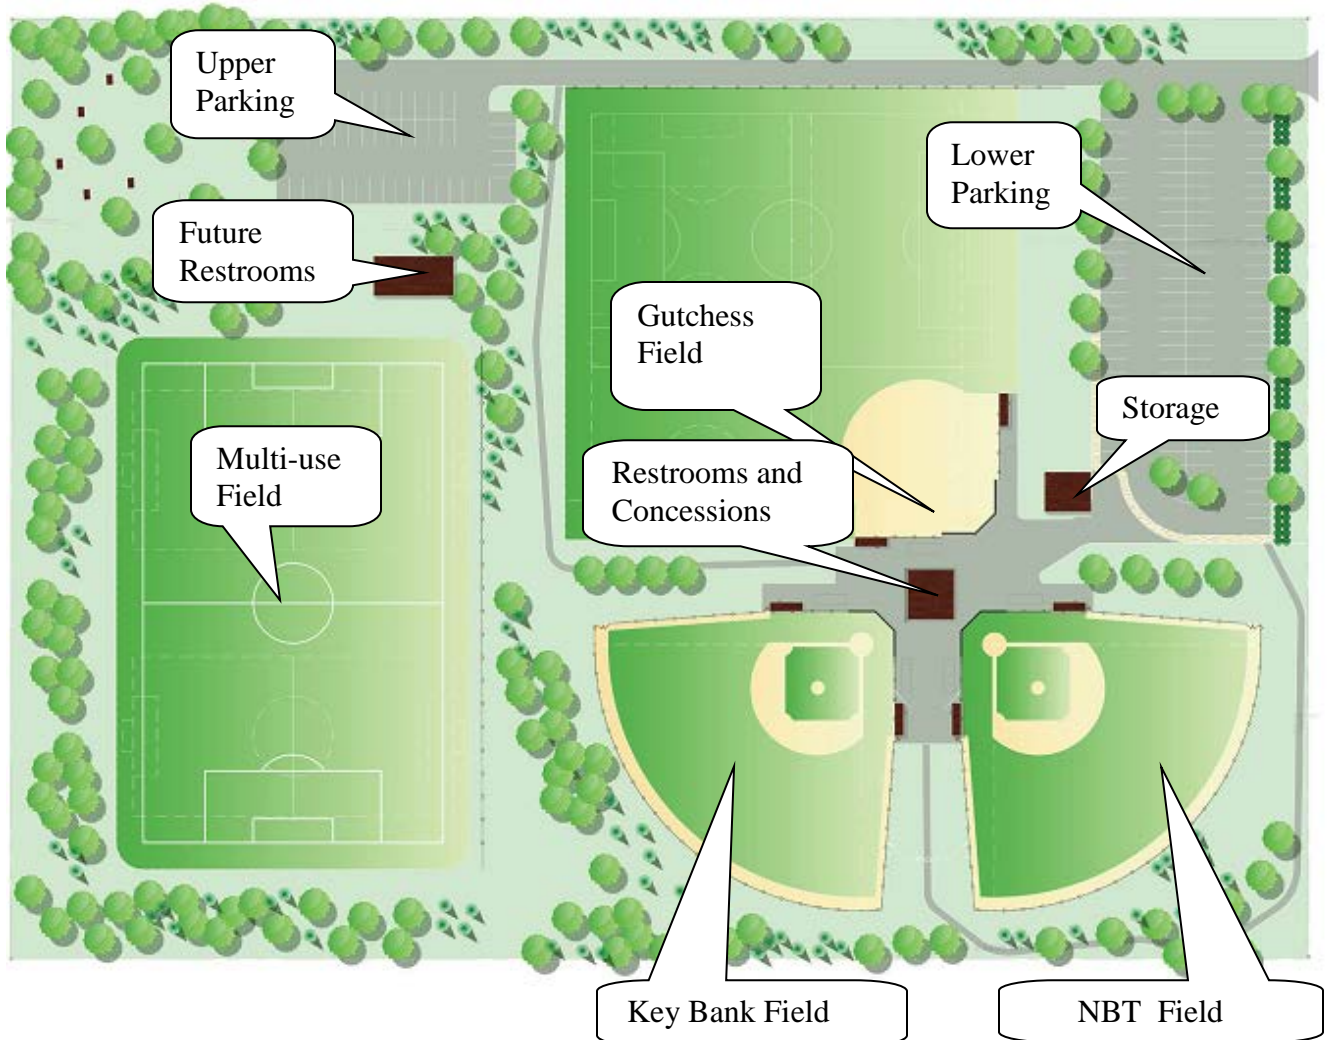 Upper
Parking
Lower
Parking
Future
Restrooms
Gutchess
Field
Storage
Multi-use
Field
Restrooms and
Concessions
Key Bank Field
NBT Field